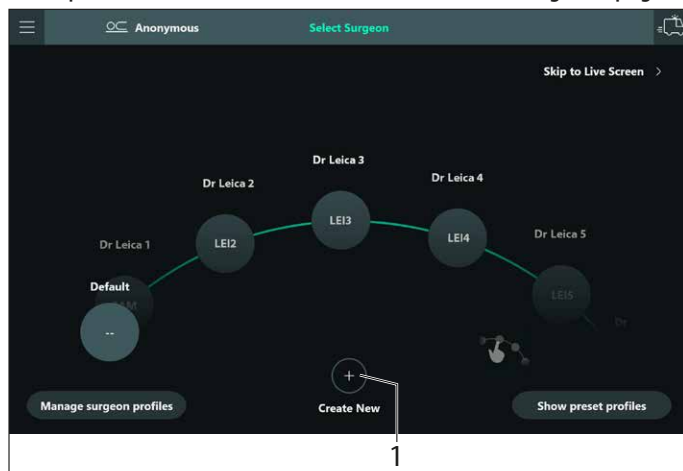 Anonymous
Select Surgeon
Skip to Live Screen
Dr Leica 3
Dr Leica 2
Dr Leica 4
LEI3
Dr Leica 1
LEI2
LEI4
Dr Leica 5
Default
LEI5
--
Dr
+
Manage surgeon profiles
Create New
Show preset profiles
1